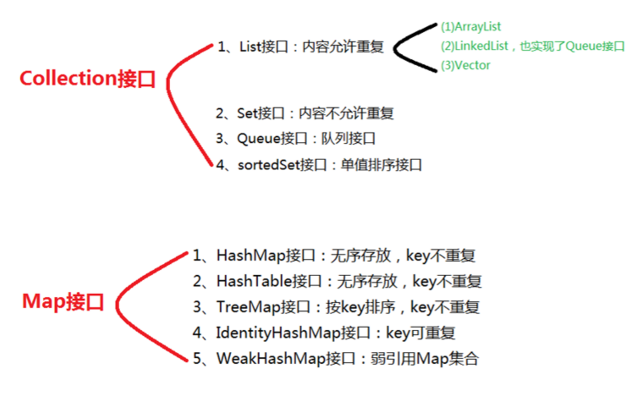 Collection接口
1、List接口：内容允许重复
(1)ArrayList
(2)LinkedList，也实现了Queue接口
(3)Vector
2、Set接口：内容不允许重复
3、Queue接口：队列接口
4、sortedSet接口：单值排序接口
Map接口
1、HashMap接口：无序存放，key不重复
2、HashTable接口：无序存放，key不重复
3、TreeMap接口：按key排序，key不重复
4、IdentityHashMap接口：key可重复
5、WeakHashMap接口：弱引用Map集合